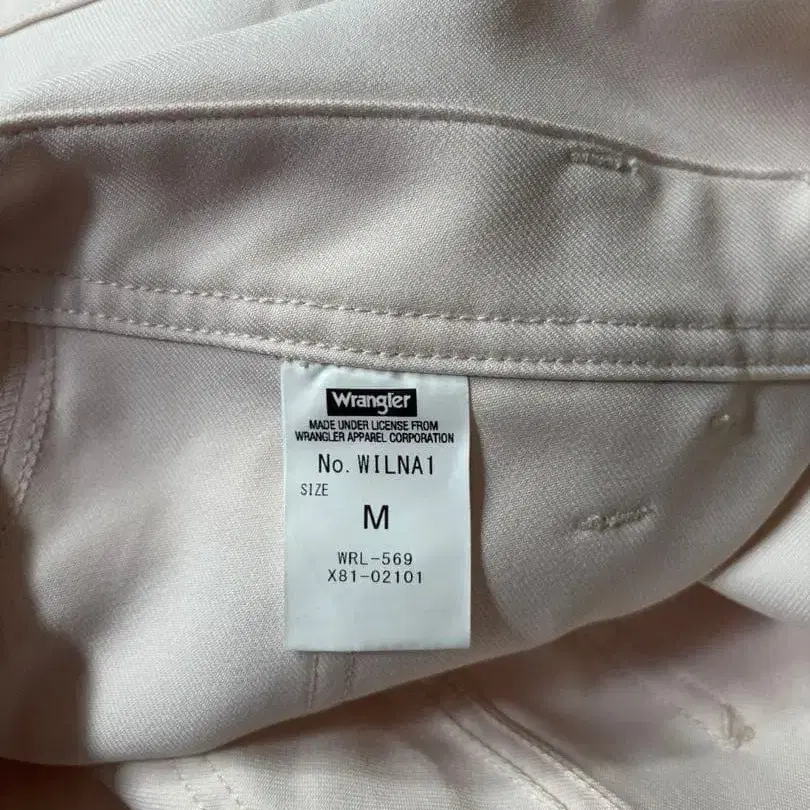 Wrangler
MADE UNDER LICENSE FROM
WRANGLER APPAREL CORPORATION
No. WILNA1
SIZE
M
WRL-569
X81-02101